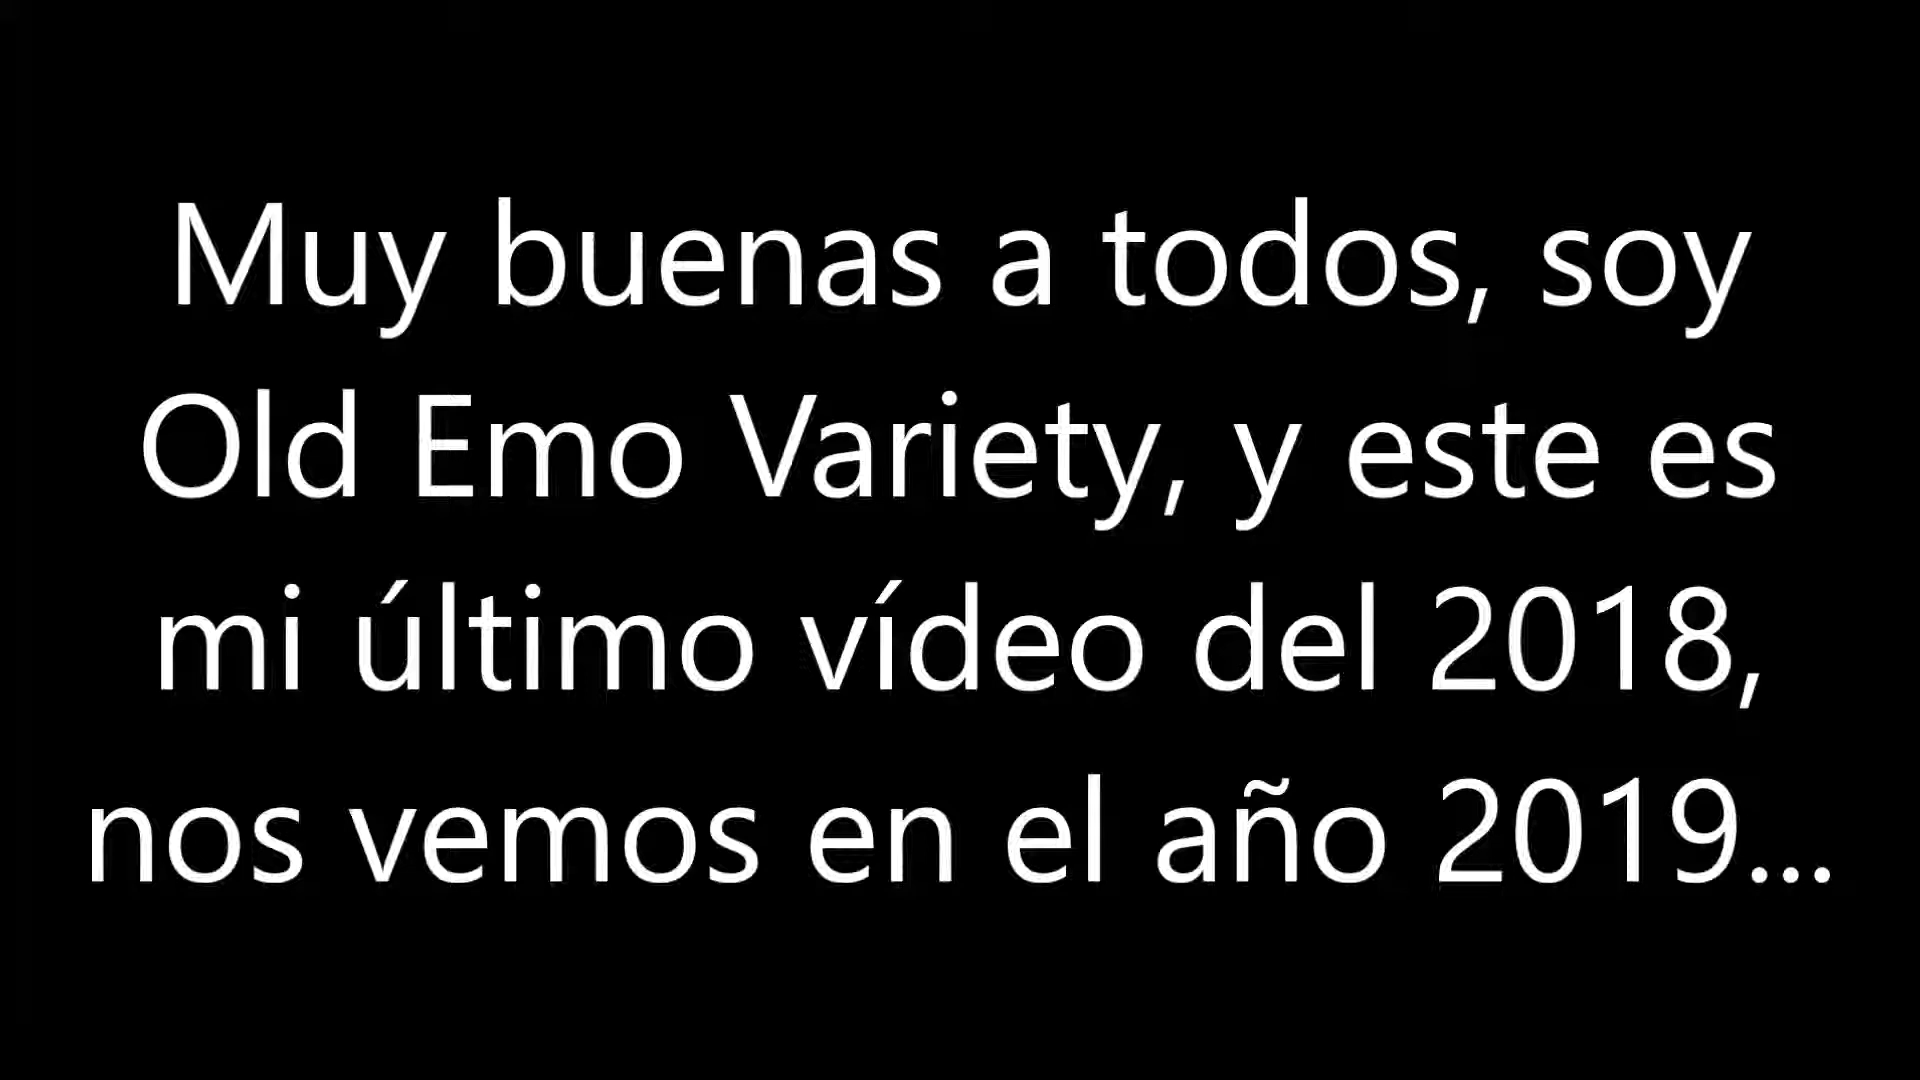 Muy buenas a todos, soy
Old Emo Variety, y este es
mi último vídeo del 2018,
nos vemos en el año 2019...